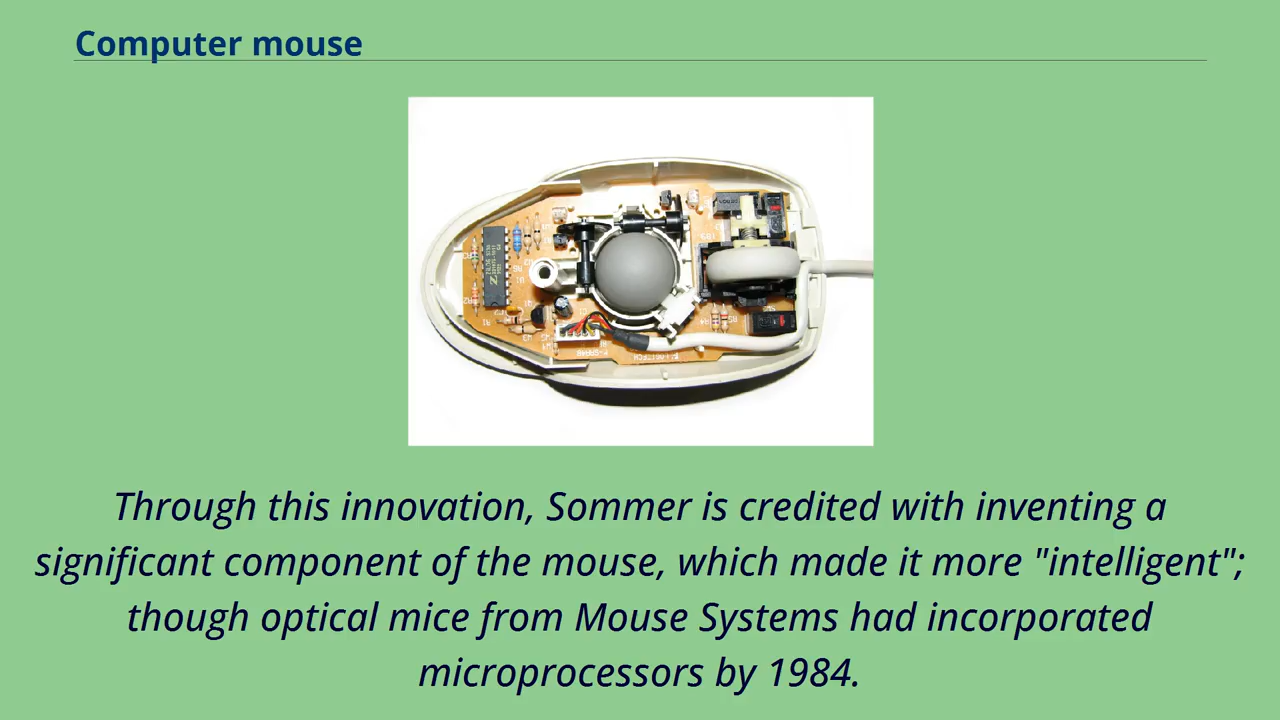 Computer mouse
Through this innovation, Sommer is credited with inventing a
significant component of the mouse, which made it more "intelligent";
though optical mice from Mouse Systems had incorporated
microprocessors by 1984.